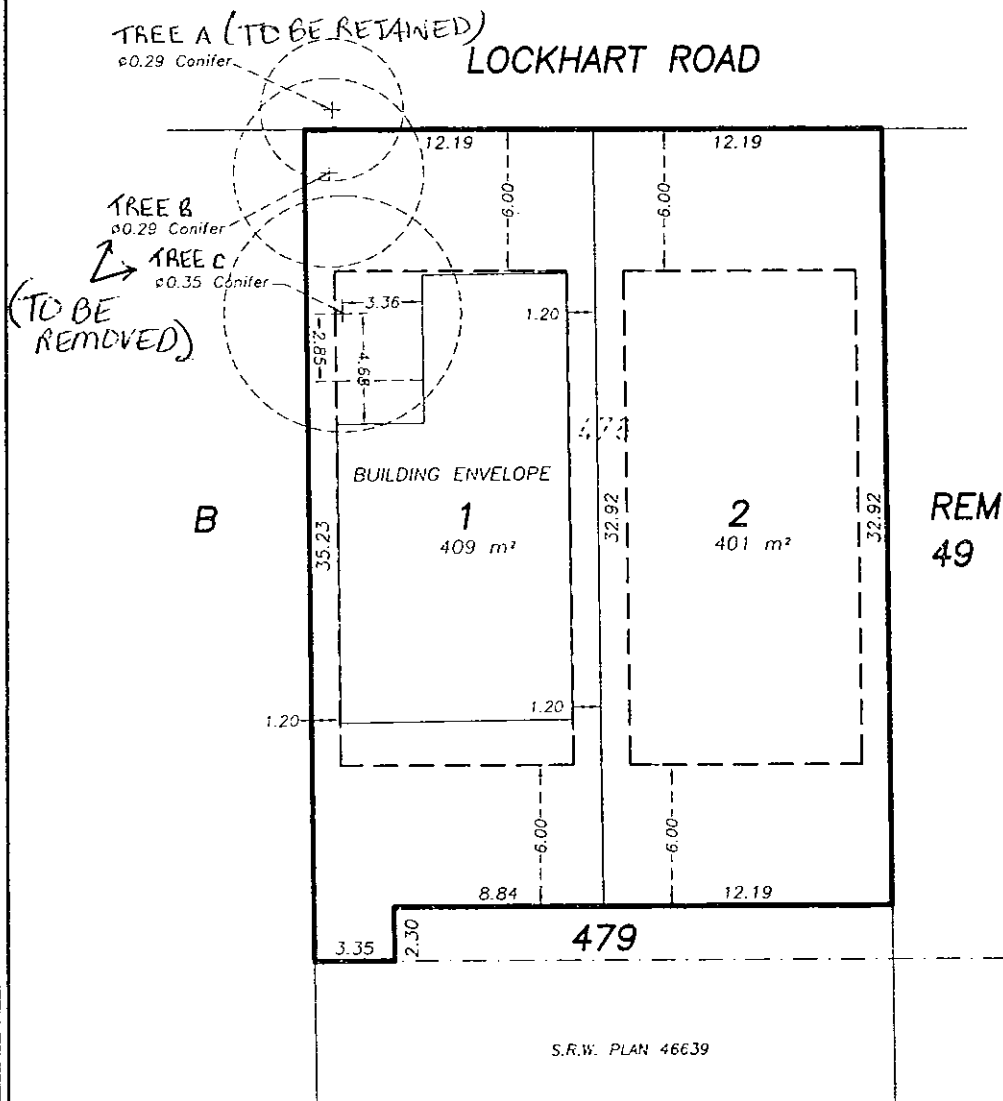 TREE A (TO BE RETAINED)
ø0.29 Conifer
LOCKHART ROAD
12.19
12.19
6.00
6.00
TREE B
ø0.29 Conifer
TREE C
ø0.35 Conifer
(TO BE
REMOVED)
3.36
1.20
2.85
4.68
BUILDING ENVELOPE
B
1
409 m²
35.23
32.92
2
401 m²
32.92
REM
49
1.20
1.20
6.00
6.00
8.84
12.19
3.35
2.30
479
S.R.W. PLAN 46639